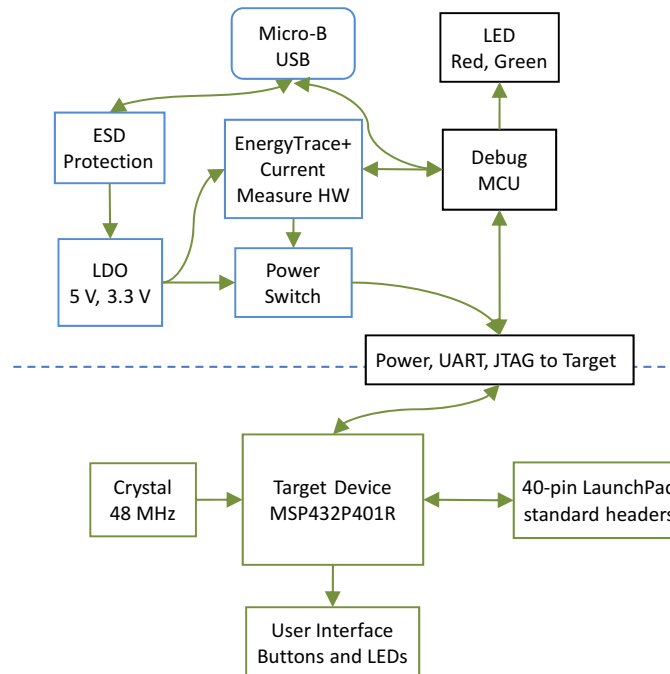 Micro-B
USB
LED
Red, Green
ESD
Protection
EnergyTrace+
Current
Measure HW
Debug
MCU
LDO
5 V, 3.3 V
Power
Switch
Power, UART, JTAG to Target
Crystal
48 MHz
Target Device
MSP432P401R
40-pin LaunchPad
standard headers
User Interface
Buttons and LEDs